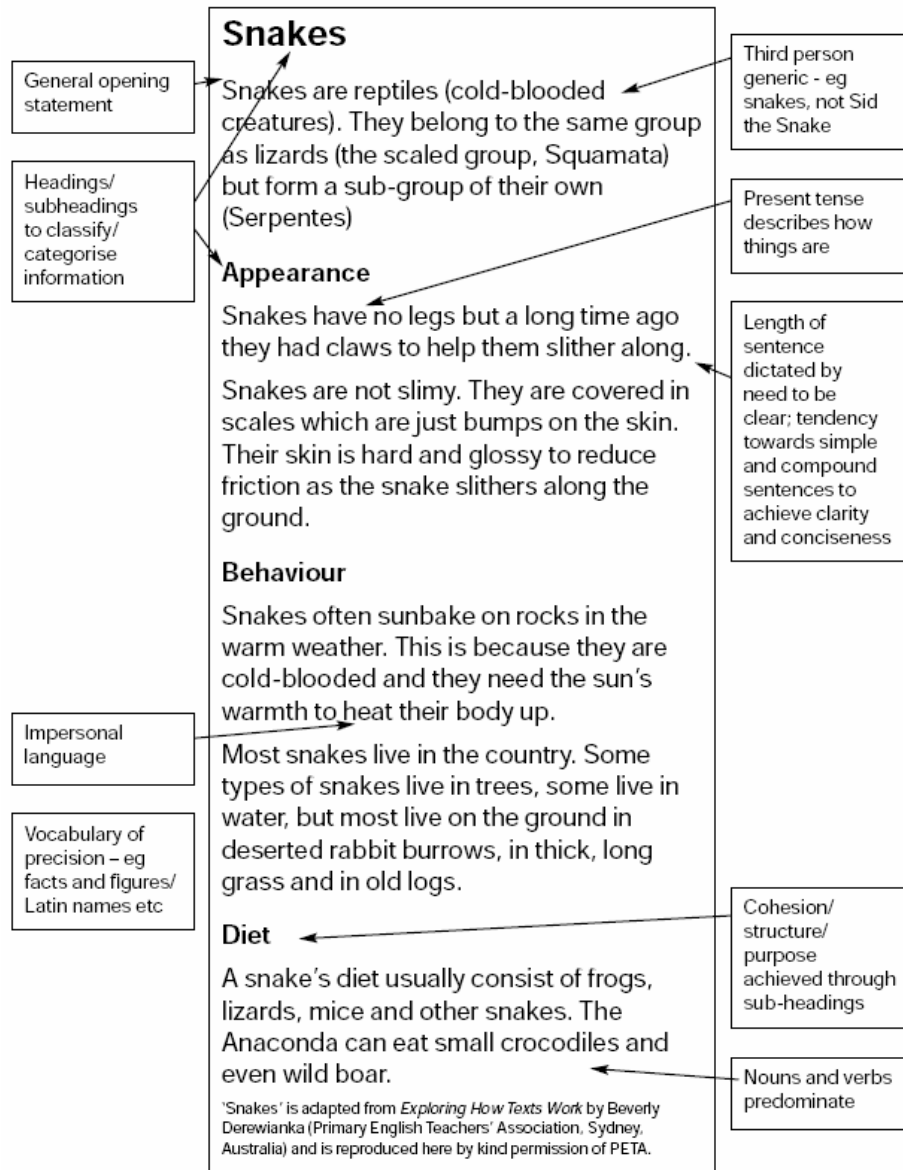 Snakes
General opening
statement
Snakes are reptiles (cold-blooded
creatures). They belong to the same group
as lizards (the scaled group, Squamata)
but form a sub-group of their own
(Serpentes)
Third person
generic - eg
snakes, not Sid
the Snake
Headings/
subheadings
to classify/
categorise
information
Present tense
describes how
things are
Appearance
Snakes have no legs but a long time ago
they had claws to help them slither along.
Snakes are not slimy. They are covered in
scales which are just bumps on the skin.
Their skin is hard and glossy to reduce
friction as the snake slithers along the
ground.
Length of
sentence
dictated by
need to be
clear; tendency
towards simple
and compound
sentences to
achieve clarity
and conciseness
Behaviour
Snakes often sunbake on rocks in the
warm weather. This is because they are
cold-blooded and they need the sun's
warmth to heat their body up.
Impersonal
language
Most snakes live in the country. Some
types of snakes live in trees, some live in
water, but most live on the ground in
deserted rabbit burrows, in thick, long
grass and in old logs.
Vocabulary of
precision – eg
facts and figures/
Latin names etc
Diet
A snake's diet usually consist of frogs,
lizards, mice and other snakes. The
Anaconda can eat small crocodiles and
even wild boar.
Cohesion/
structure/
purpose
achieved through
sub-headings
Nouns and verbs
predominate
'Snakes' is adapted from Exploring How Texts Work by Beverly
Derewianka (Primary English Teachers' Association, Sydney,
Australia) and is reproduced here by kind permission of PETA.